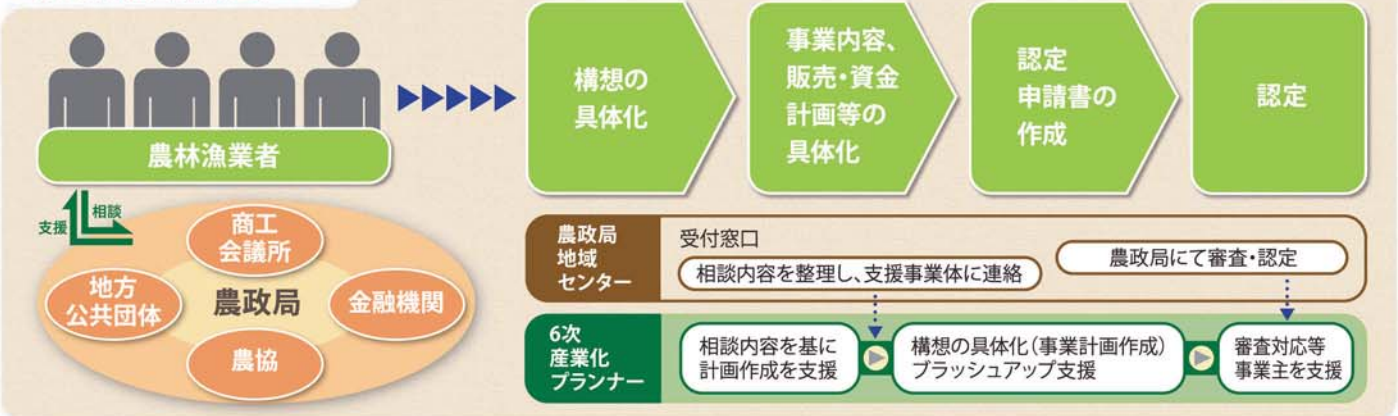 農林漁業者
構想の
具体化
事業内容、
販売・資金
計画等の
具体化
認定
申請書の
作成
認定
支援
相談
商工
会議所
地方
公共団体
農政局
金融機関
農協
農政局
地域
センター
受付窓口
相談内容を整理し、支援事業体に連絡
農政局にて審査・認定
6次
産業化
プランナー
相談内容を基に
計画作成を支援
構想の具体化(事業計画作成)
ブラッシュアップ支援
審査対応等
事業主を支援